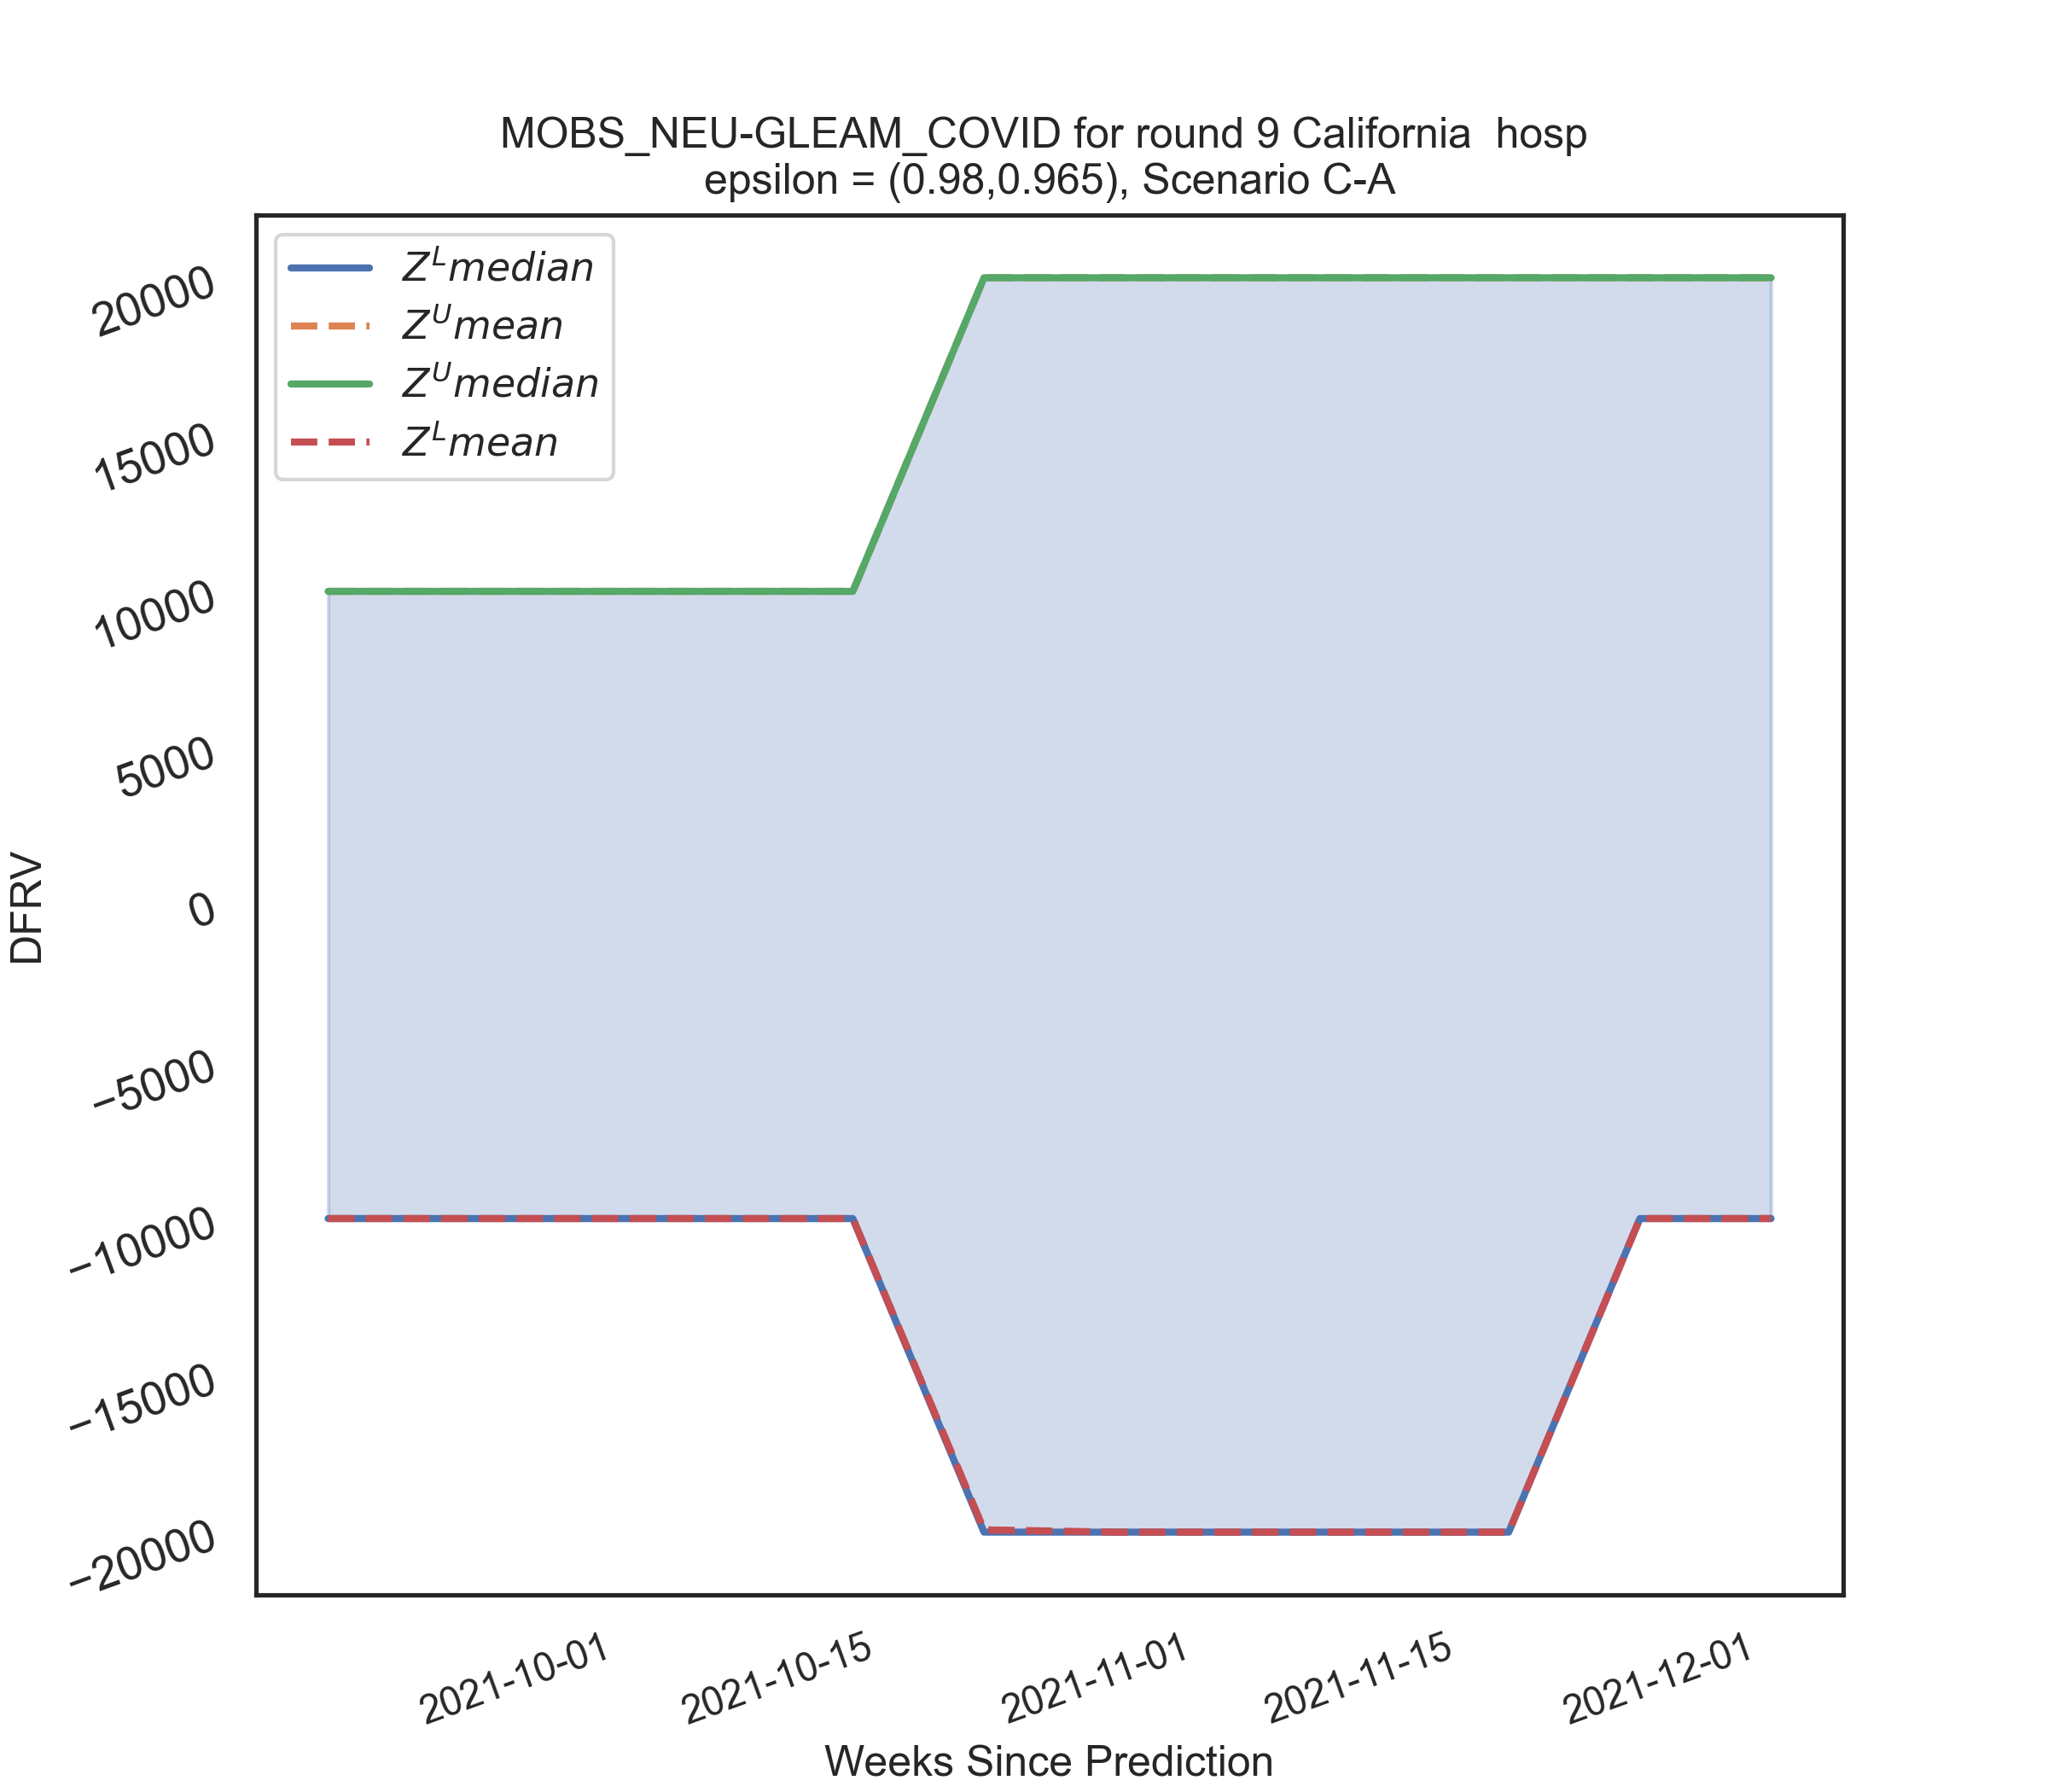 MOBS_NEU-GLEAM_COVID for round 9 California  hosp
epsilon = (0.98,0.965), Scenario C-A
Z^L median
Z^U mean
Z^U median
Z^L mean
20000
15000
10000
5000
0
−5000
−10000
−15000
−20000
DFRV
2021-10-01
2021-10-15
2021-11-01
2021-11-15
2021-12-01
Weeks Since Prediction